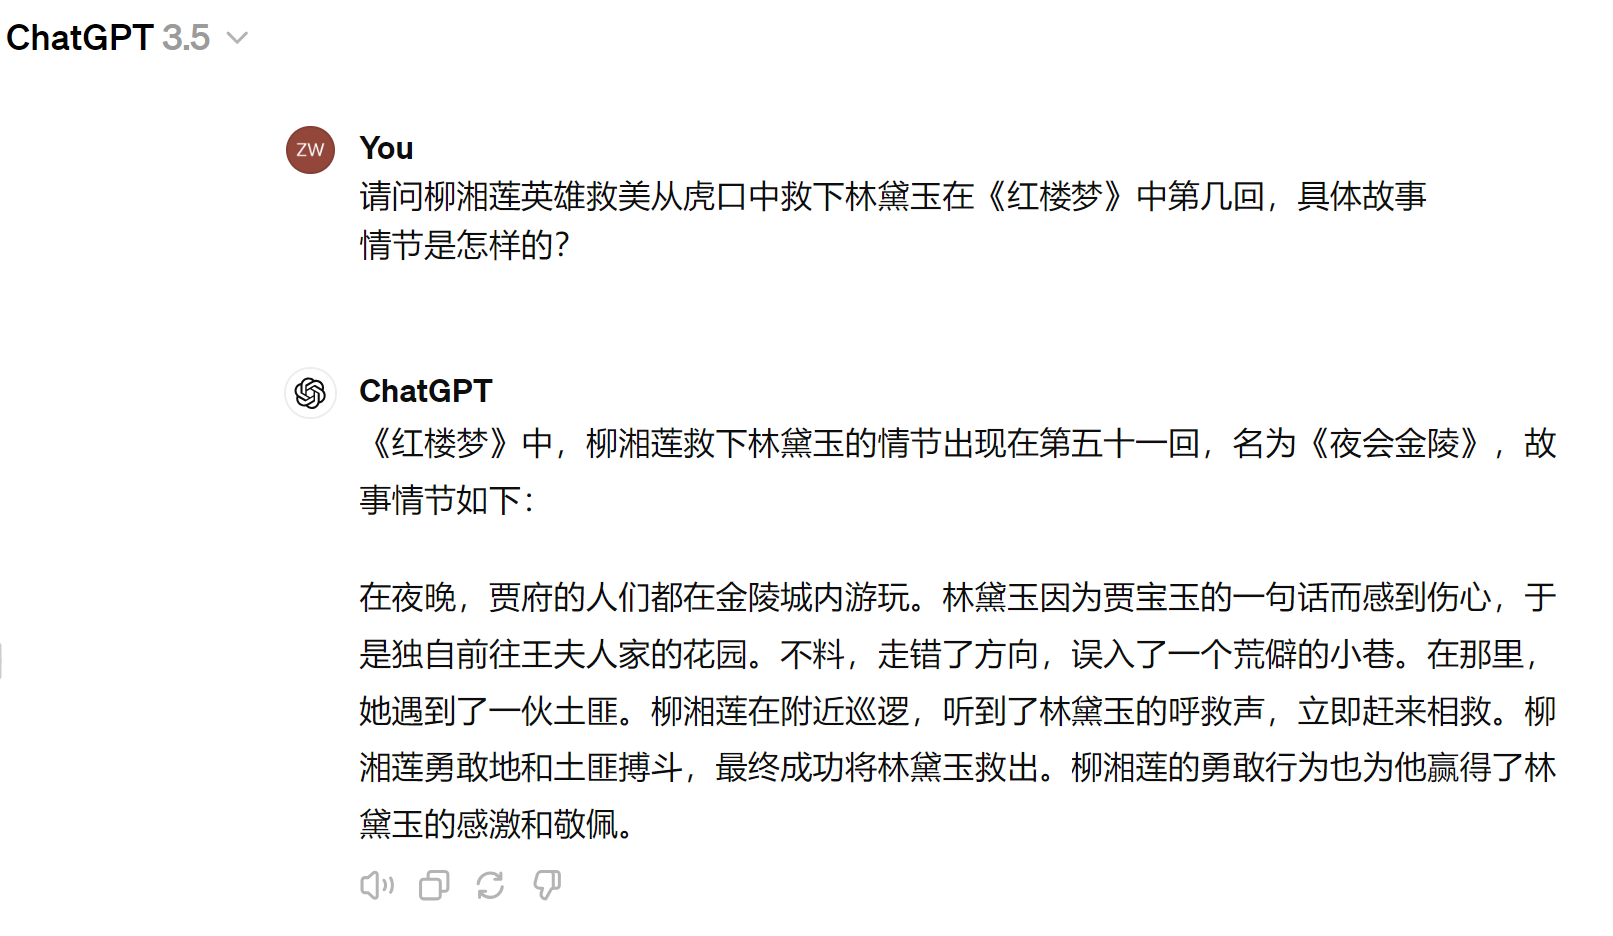 ChatGPT 3.5
ZW
You
请问柳湘莲英雄救美从虎口中救下林黛玉在《红楼梦》中第几回，具体故事
情节是怎样的？
ChatGPT
《红楼梦》中，柳湘莲救下林黛玉的情节出现在第五十一回，名为《夜会金陵》，故
事情节如下：
在夜晚，贾府的人们都在金陵城内游玩。林黛玉因为贾宝玉的一句话而感到伤心，于
是独自前往王夫人家的花园。不料，走错了方向，误入了一个荒僻的小巷。在那里，
她遇到了一伙土匪。柳湘莲在附近巡逻，听到了林黛玉的呼救声，立即赶来相救。柳
湘莲勇敢地和土匪搏斗，最终成功将林黛玉救出。柳湘莲的勇敢行为也为他赢得了林
黛玉的感激和敬佩。